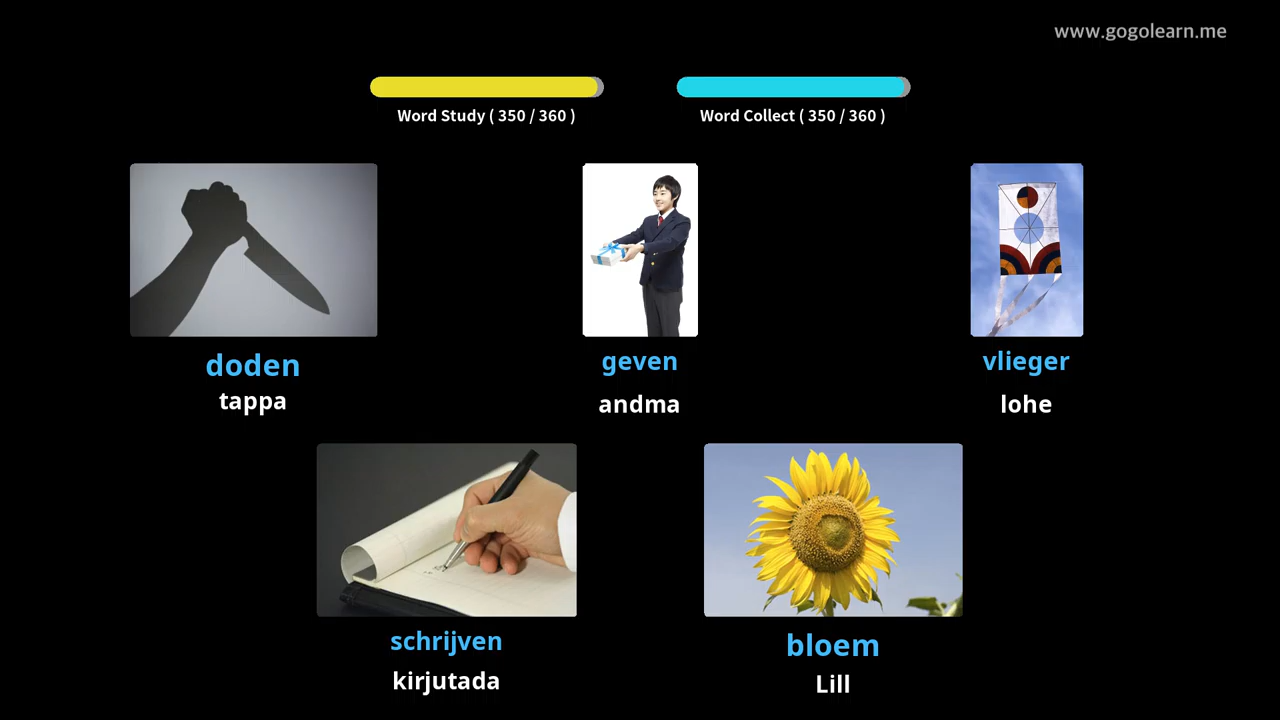 www.gogolearn.me
Word Study ( 350 / 360 )
Word Collect ( 350 / 360 )
doden
tappa
geven
andma
vlieger
lohe
schrijven
kirjutada
bloem
Lill